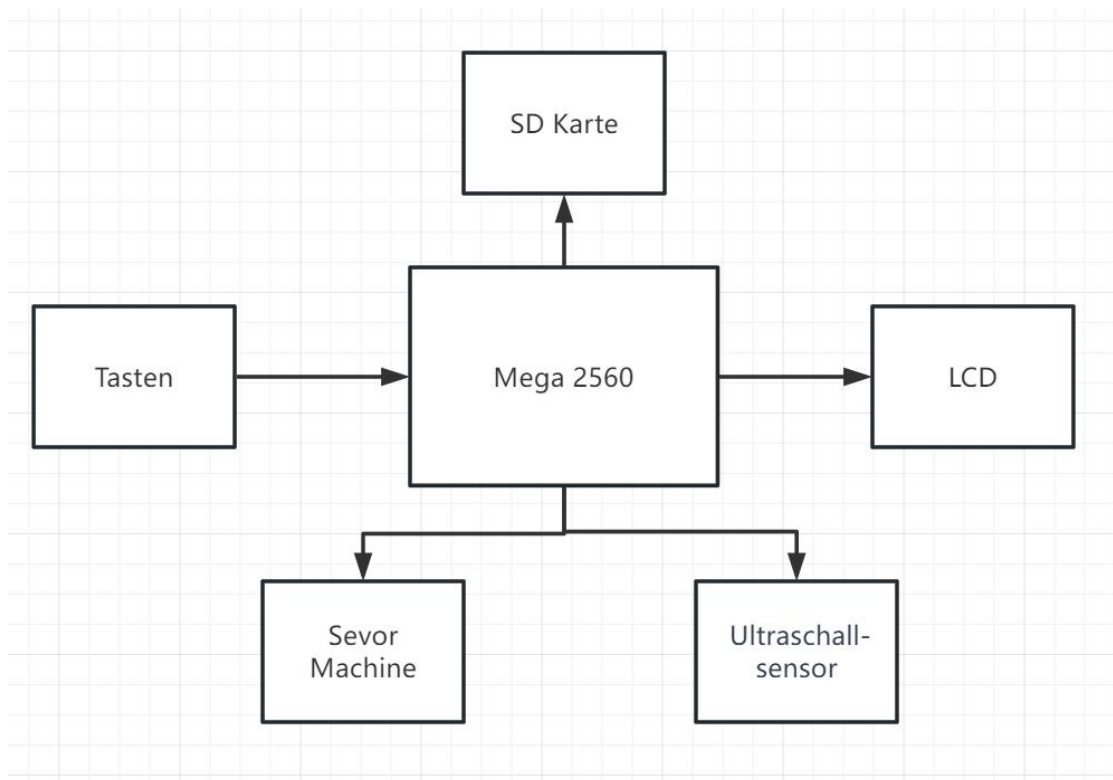 SD Karte
Tasten
Mega 2560
LCD
Sevor
Machine
Ultraschall-
sensor